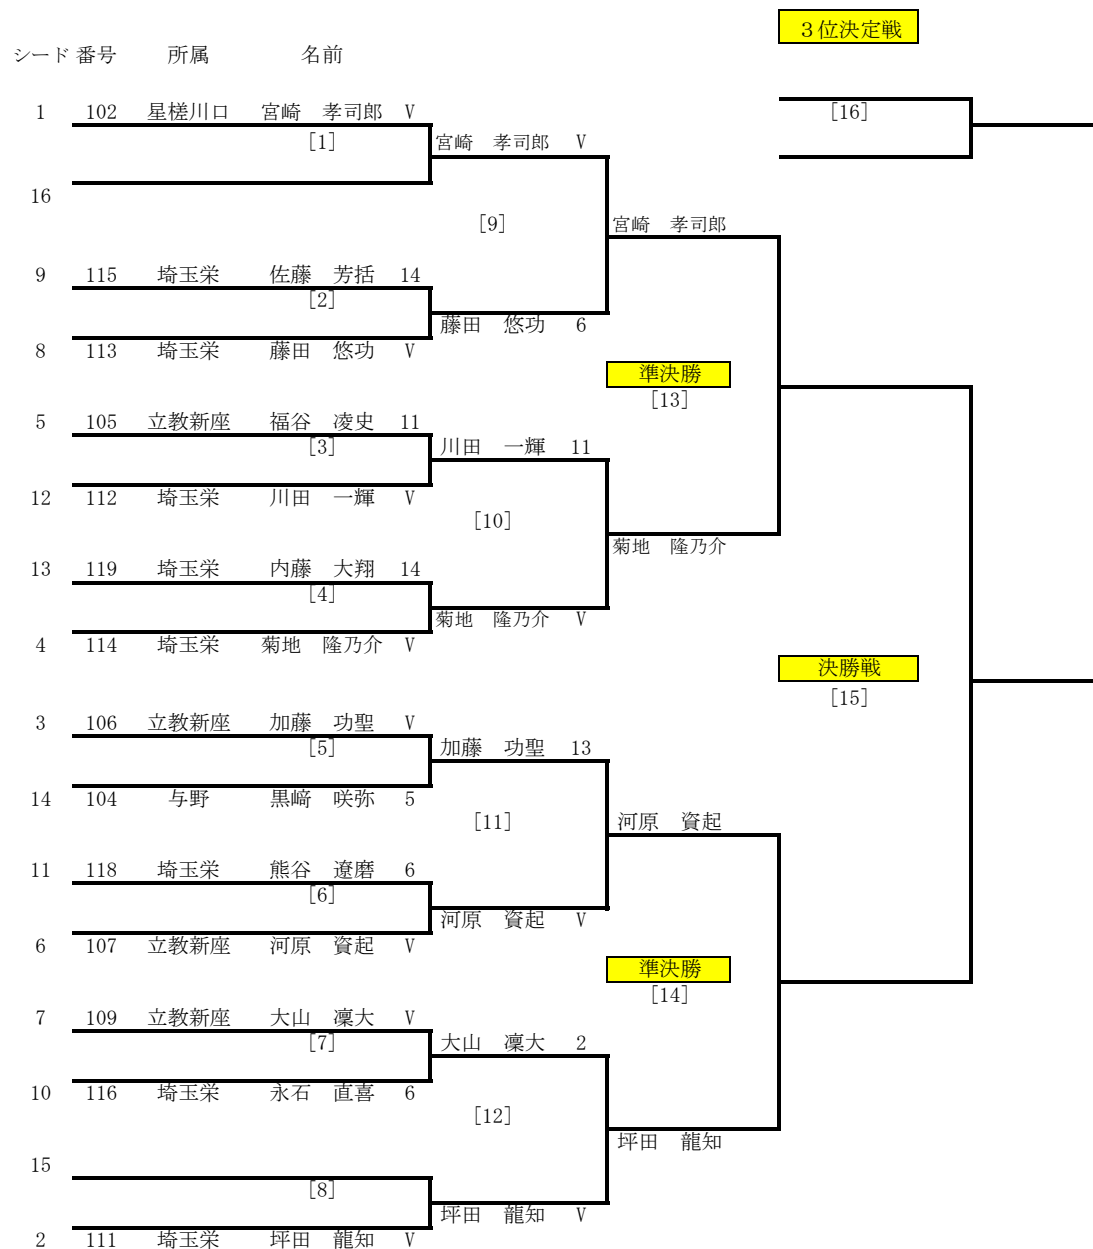 ３位決定戦
シード 番号 所属 名前
1 102 星槎川口 宮崎　孝司郎 V
[16]
[1]
宮崎　孝司郎 V
16
[9]
宮崎　孝司郎
9 115 埼玉栄 佐藤　芳括 14
[2]
藤田　悠功 6
8 113 埼玉栄 藤田　悠功 V
準決勝
[13]
5 105 立教新座 福谷　凌史 11
[3]
川田　一輝 11
12 112 埼玉栄 川田　一輝 V
[10]
菊地　隆乃介
13 119 埼玉栄 内藤　大翔 14
[4]
菊地　隆乃介 V
4 114 埼玉栄 菊地　隆乃介 V
決勝戦
[15]
3 106 立教新座 加藤　功聖 V
[5]
加藤　功聖 13
14 104 与野 黒﨑　咲弥 5
[11]
河原　資起
11 118 埼玉栄 熊谷　遼磨 6
[6]
河原　資起 V
6 107 立教新座 河原　資起 V
準決勝
[14]
7 109 立教新座 大山　凜大 V
[7]
大山　凜大 2
10 116 埼玉栄 永石　直喜 6
[12]
坪田　龍知
15
[8]
坪田　龍知 V
2 111 埼玉栄 坪田　龍知 V